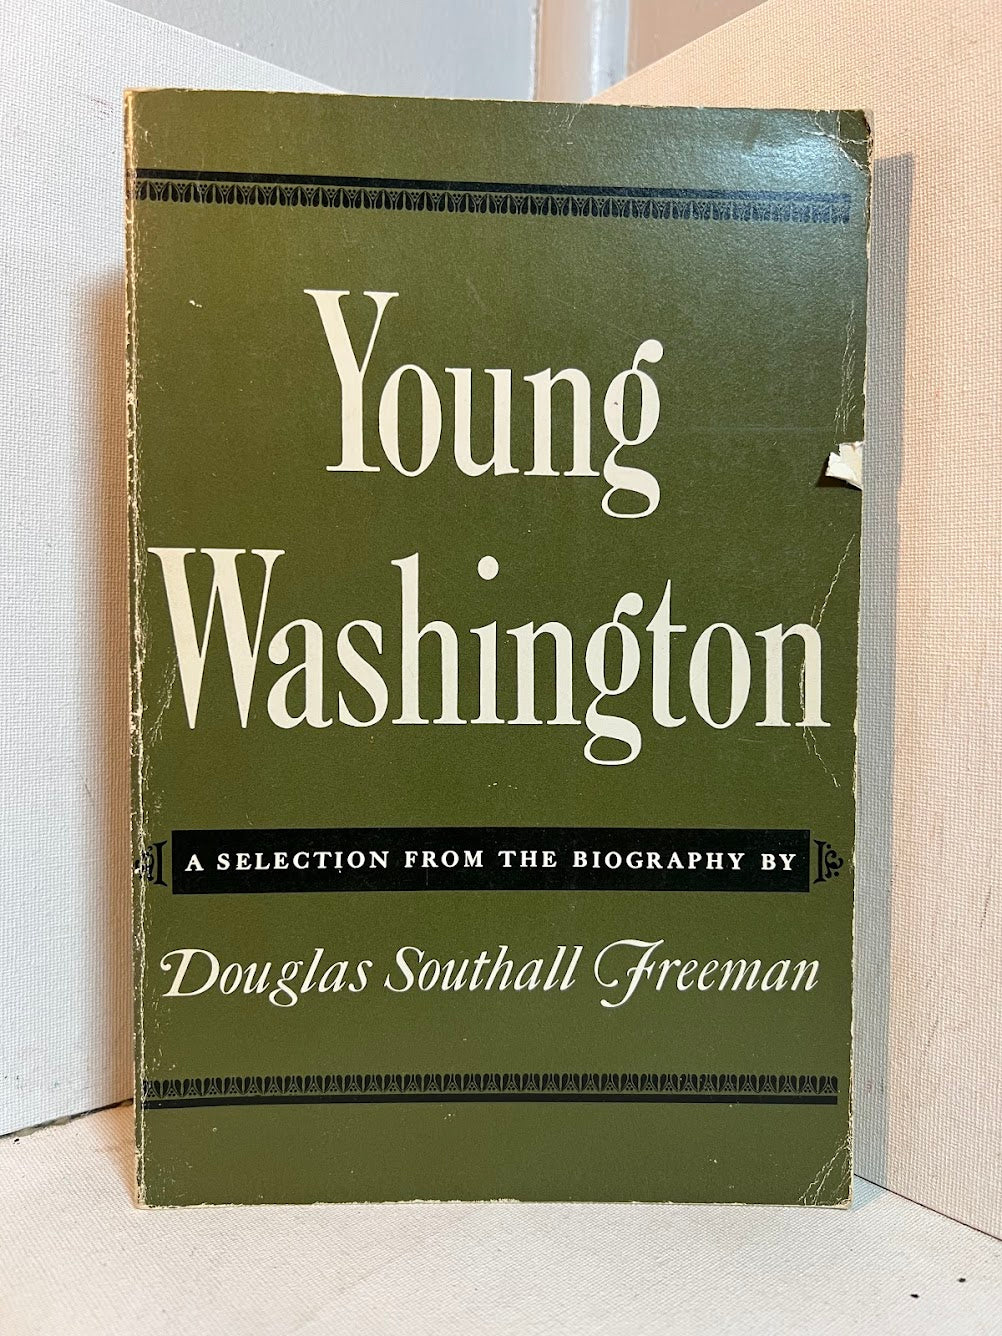 Young
Washington
A SELECTION FROM THE BIOGRAPHY BY
Douglas Southall Freeman